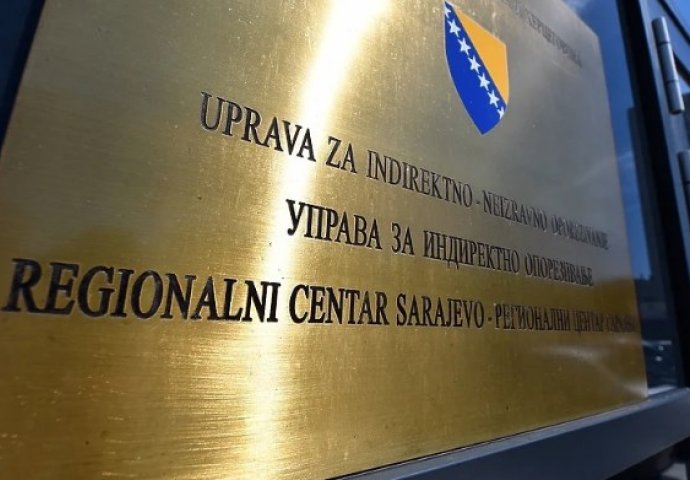 UPRAVA ZA INDIREKTNO - NEIZRAVNO OPOREZIVANJE
УПРАВА ЗА ИНДИРЕКТНО ОПОРЕЗИВАЊЕ
REGIONALNI CENTAR SARAJEVO - РЕГИОНАЛНИ ЦЕНТАР